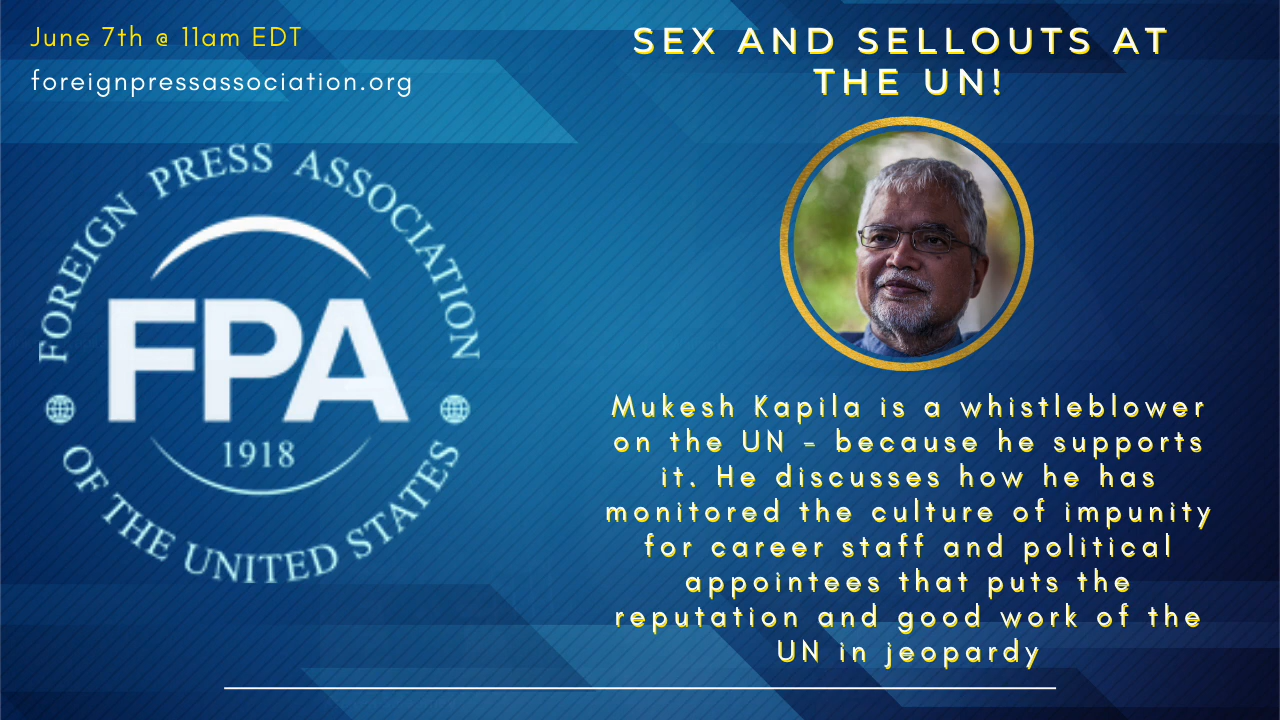 June 7th @ 11am EDT
foreignpressassociation.org
FOREIGN PRESS ASSOCIATION
FPA
1918
OF THE UNITED STATES
SEX AND SELLOUTS AT
THE UN!
Mukesh Kapila is a whistleblower
on the UN - because he supports
it. He discusses how he has
monitored the culture of impunity
for career staff and political
appointees that puts the
reputation and good work of the
UN in jeopardy